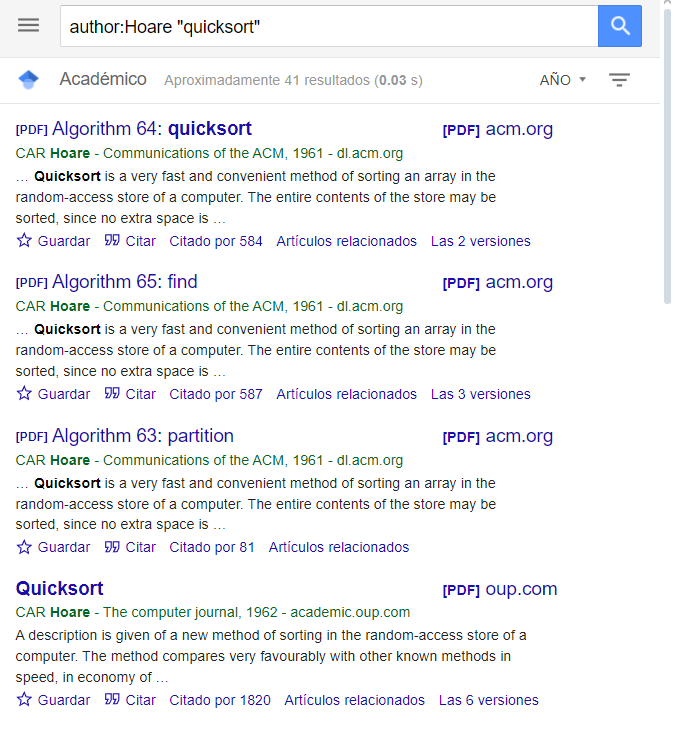 author:Hoare "quicksort"
Académico Aproximadamente 41 resultados (0.03 s) AÑO
[PDF] Algorithm 64: quicksort [PDF] acm.org
CAR Hoare - Communications of the ACM, 1961 - dl.acm.org
… Quicksort is a very fast and convenient method of sorting an array in the
random-access store of a computer. The entire contents of the store may be
sorted, since no extra space is …
Guardar Citar Citado por 584 Artículos relacionados Las 2 versiones
[PDF] Algorithm 65: find [PDF] acm.org
CAR Hoare - Communications of the ACM, 1961 - dl.acm.org
… Quicksort is a very fast and convenient method of sorting an array in the
random-access store of a computer. The entire contents of the store may be
sorted, since no extra space is …
Guardar Citar Citado por 587 Artículos relacionados Las 3 versiones
[PDF] Algorithm 63: partition [PDF] acm.org
CAR Hoare - Communications of the ACM, 1961 - dl.acm.org
… Quicksort is a very fast and convenient method of sorting an array in the
random-access store of a computer. The entire contents of the store may be
sorted, since no extra space is …
Guardar Citar Citado por 81 Artículos relacionados
Quicksort [PDF] oup.com
CAR Hoare - The computer journal, 1962 - academic.oup.com
A description is given of a new method of sorting in the random-access store of a
computer. The method compares very favourably with other known methods in
speed, in economy of …
Guardar Citar Citado por 1820 Artículos relacionados Las 6 versiones